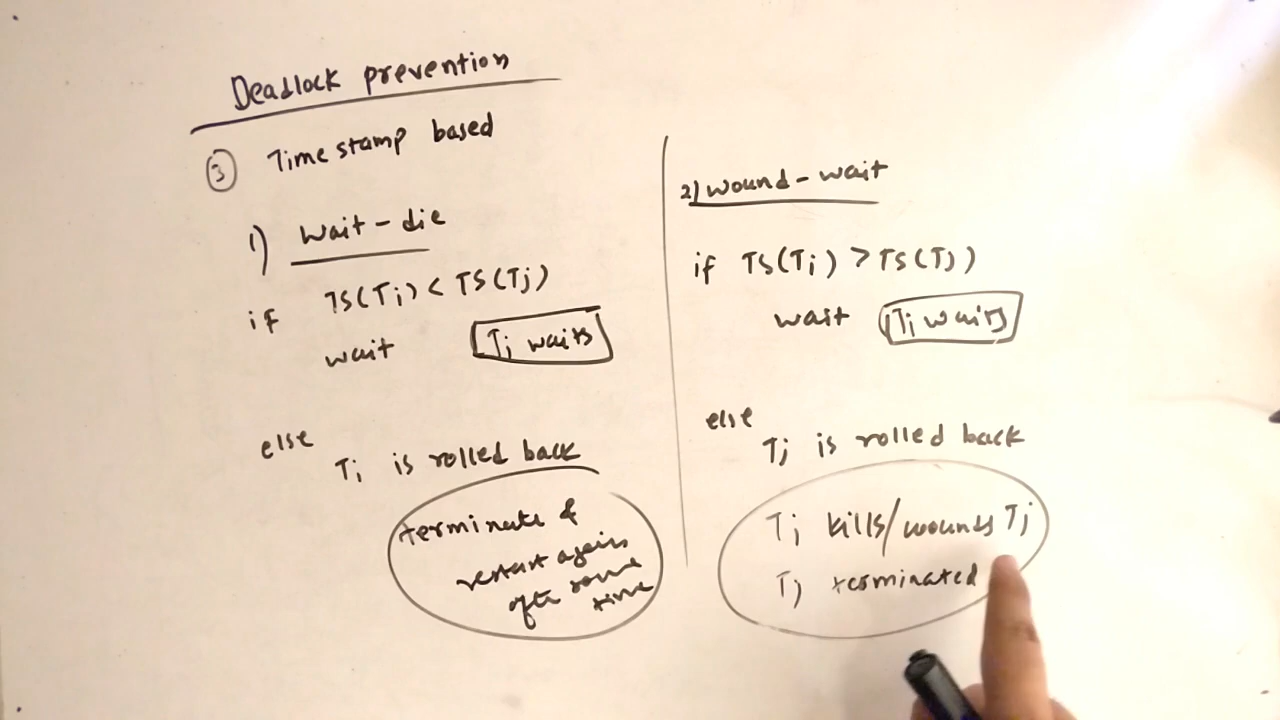 Deadlock prevention
③ Timestamp based
1) Wait-die
if TS(Ti) < TS(Tj)
wait Ti waits
else
Ti is rolled back
terminate &
restart again
after some
time
2) Wound-wait
if TS(Ti) > TS(Tj)
wait Ti waits
else
Tj is rolled back
Ti kills/wounds Tj
Tj terminated